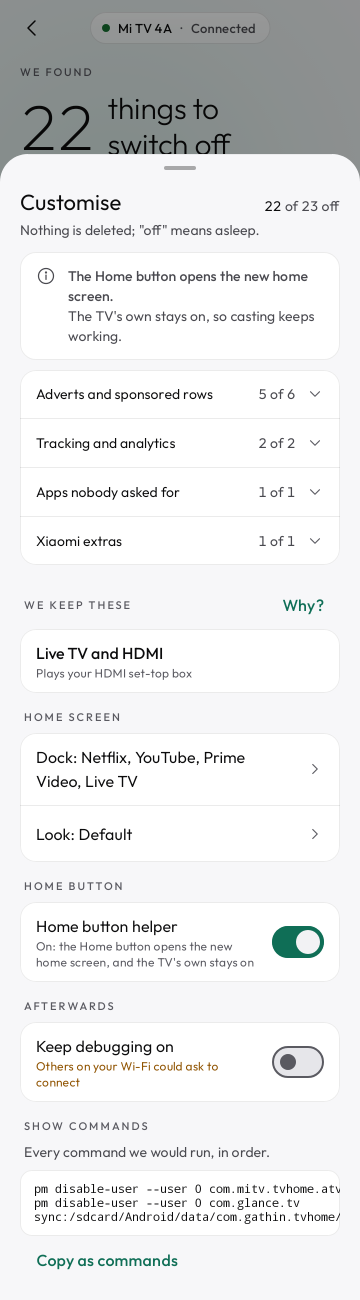 Mi TV 4A · Connected
WE FOUND
22 things to
switch off
Customise
22 of 23 off
Nothing is deleted; "off" means asleep.
The Home button opens the new home
screen.
The TV's own stays on, so casting keeps
working.
Adverts and sponsored rows 5 of 6
Tracking and analytics 2 of 2
Apps nobody asked for 1 of 1
Xiaomi extras 1 of 1
WE KEEP THESE Why?
Live TV and HDMI
Plays your HDMI set-top box
HOME SCREEN
Dock: Netflix, YouTube, Prime
Video, Live TV
Look: Default
HOME BUTTON
Home button helper
On: the Home button opens the new
home screen, and the TV's own stays on
AFTERWARDS
Keep debugging on
Others on your Wi-Fi could ask to
connect
SHOW COMMANDS
Every command we would run, in order.
pm disable-user --user 0 com.mitv.tvhome.atv
pm disable-user --user 0 com.glance.tv
sync:/sdcard/Android/data/com.gathin.tvhome/
Copy as commands